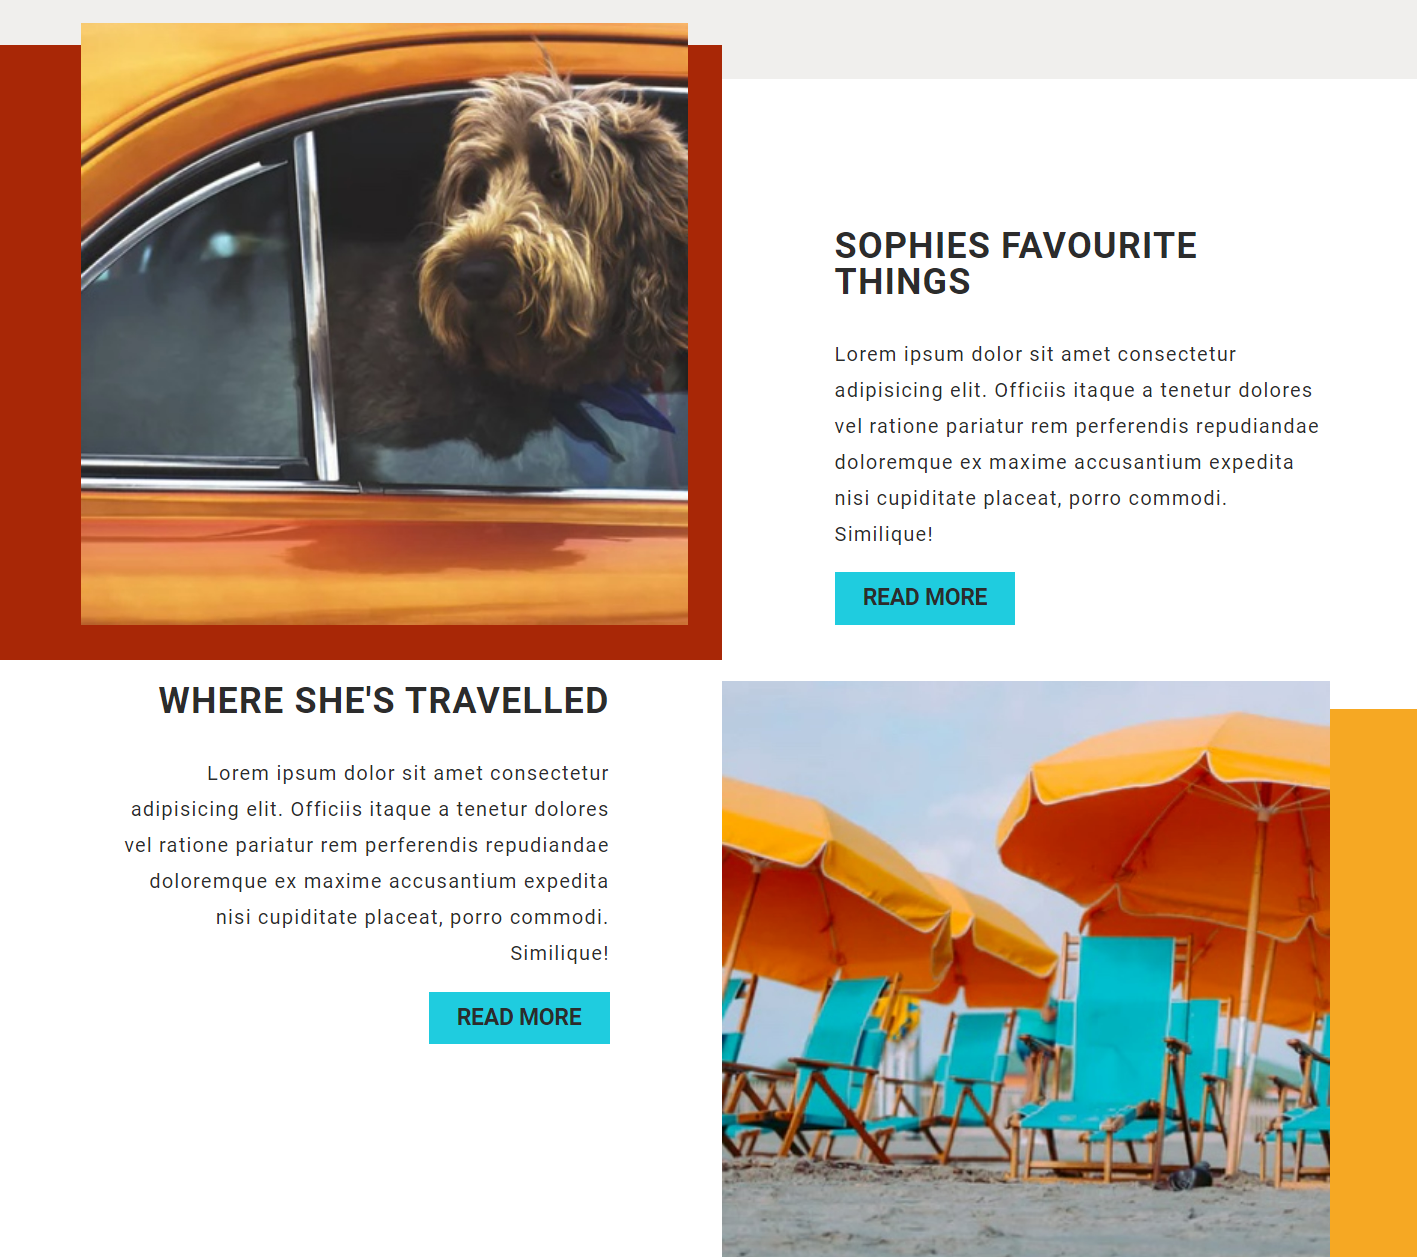 SOPHIES FAVOURITE
THINGS
Lorem ipsum dolor sit amet consectetur
adipisicing elit. Officiis itaque a tenetur dolores
vel ratione pariatur rem perferendis repudiandae
doloremque ex maxime accusantium expedita
nisi cupiditate placeat, porro commodi.
Similique!
READ MORE
WHERE SHE'S TRAVELLED
Lorem ipsum dolor sit amet consectetur
adipisicing elit. Officiis itaque a tenetur dolores
vel ratione pariatur rem perferendis repudiandae
doloremque ex maxime accusantium expedita
nisi cupiditate placeat, porro commodi.
Similique!
READ MORE